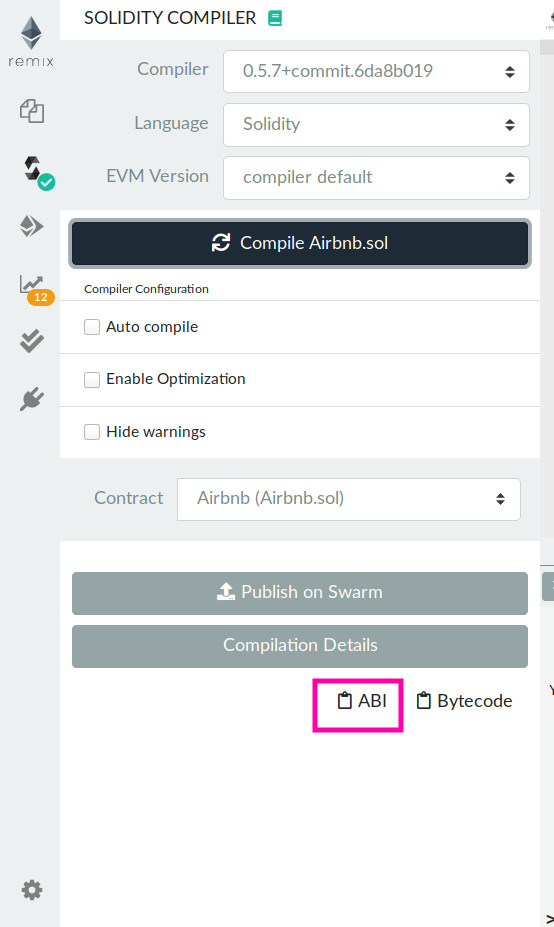 SOLIDITY COMPILER
remix
Compiler 0.5.7+commit.6da8b019
Language Solidity
EVM Version compiler default
Compile Airbnb.sol
Compiler Configuration
Auto compile
12
Enable Optimization
Hide warnings
Contract Airbnb (Airbnb.sol)
Publish on Swarm
Compilation Details
ABI Bytecode
>